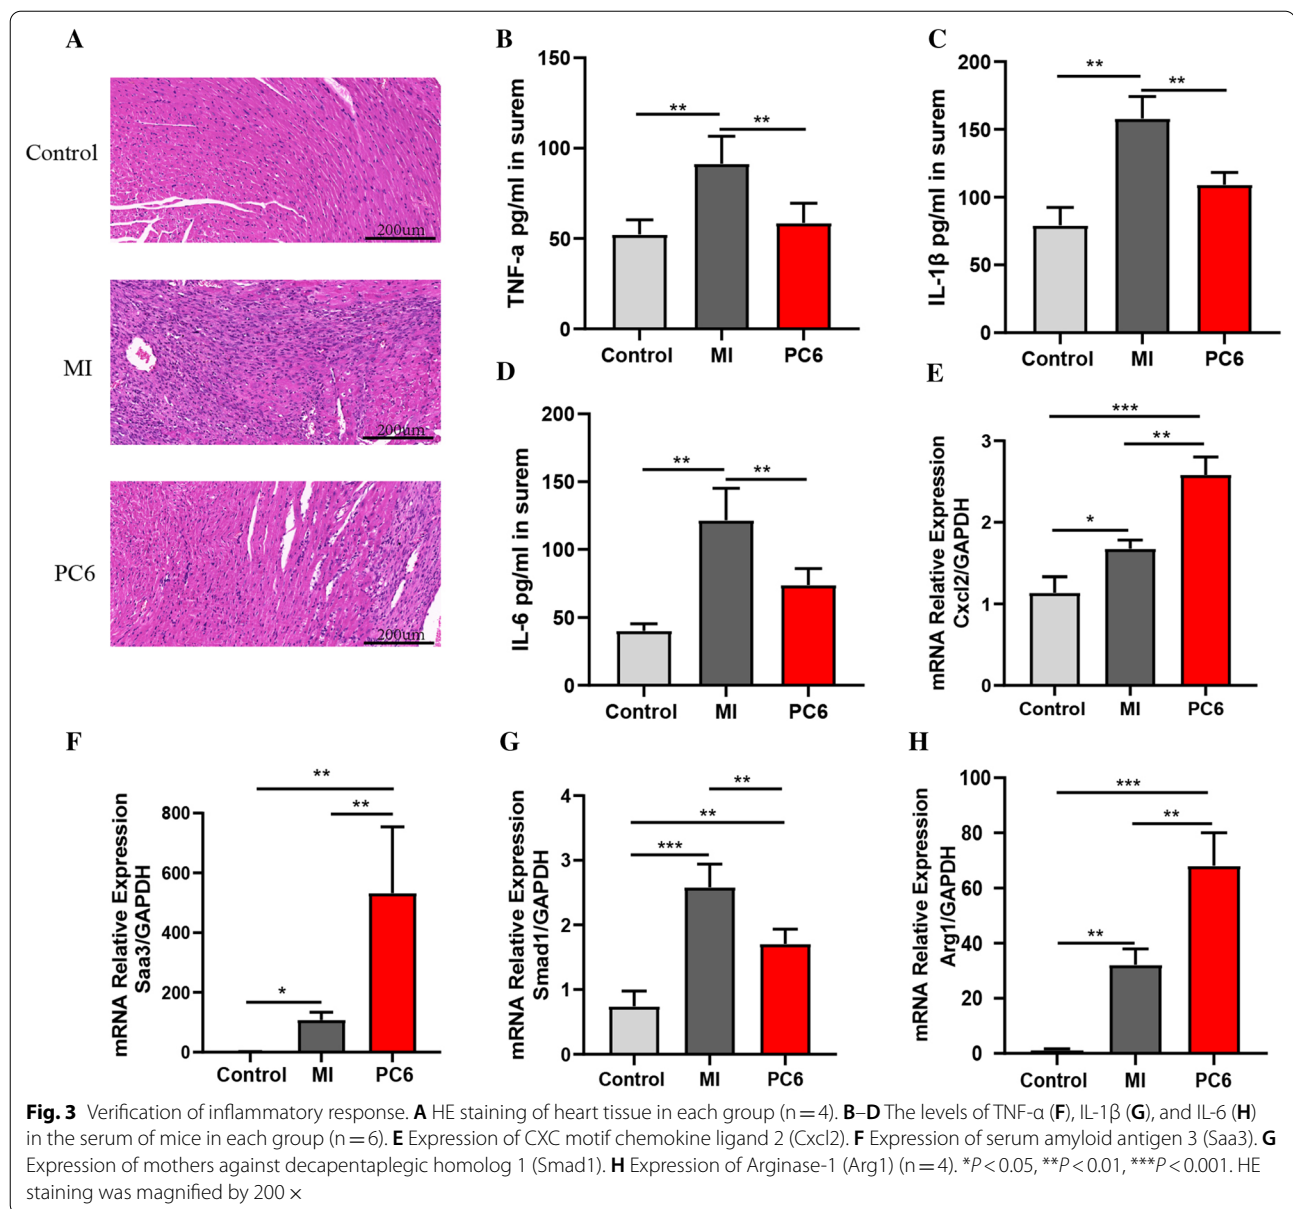 A
Control
200um
MI
200um
PC6
200um
B
TNF-a pg/ml in surem
150
100
50
0
**
**
Control MI PC6
C
IL-1β pg/ml in surem
200
150
100
50
0
**
**
Control MI PC6
D
IL-6 pg/ml in surem
200
150
100
50
0
**
**
Control MI PC6
E
mRNA Relative Expression
Cxcl2/GAPDH
3
2
1
0
***
**
*
Control MI PC6
F
mRNA Relative Expression
Saa3/GAPDH
800
600
400
200
0
**
**
*
Control MI PC6
G
mRNA Relative Expression
Smad1/GAPDH
4
3
2
1
0
**
**
***
Control MI PC6
H
mRNA Relative Expression
Arg1/GAPDH
100
80
60
40
20
0
***
**
**
Control MI PC6
Fig. 3 Verification of inflammatory response. A HE staining of heart tissue in each group (n = 4). B–D The levels of TNF-α (F), IL-1β (G), and IL-6 (H)
in the serum of mice in each group (n = 6). E Expression of CXC motif chemokine ligand 2 (Cxcl2). F Expression of serum amyloid antigen 3 (Saa3). G
Expression of mothers against decapentaplegic homolog 1 (Smad1). H Expression of Arginase-1 (Arg1) (n = 4). *P < 0.05, **P < 0.01, ***P < 0.001. HE
staining was magnified by 200 ×